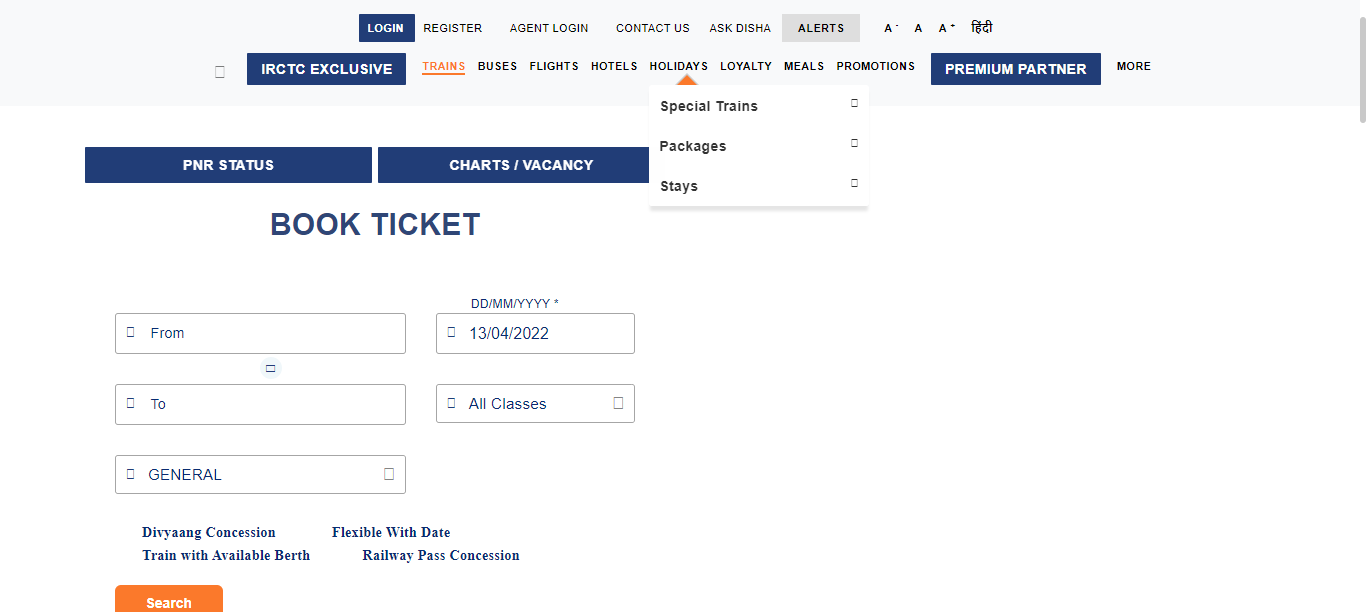 LOGIN REGISTER AGENT LOGIN CONTACT US ASK DISHA ALERTS A- A A+ हिंदी
IRCTC EXCLUSIVE TRAINS BUSES FLIGHTS HOTELS HOLIDAYS LOYALTY MEALS PROMOTIONS PREMIUM PARTNER MORE
Special Trains
Packages
Stays
PNR STATUS CHARTS / VACANCY
BOOK TICKET
DD/MM/YYYY *
From 13/04/2022
To All Classes
GENERAL
Divyaang Concession Flexible With Date
Train with Available Berth Railway Pass Concession
Search